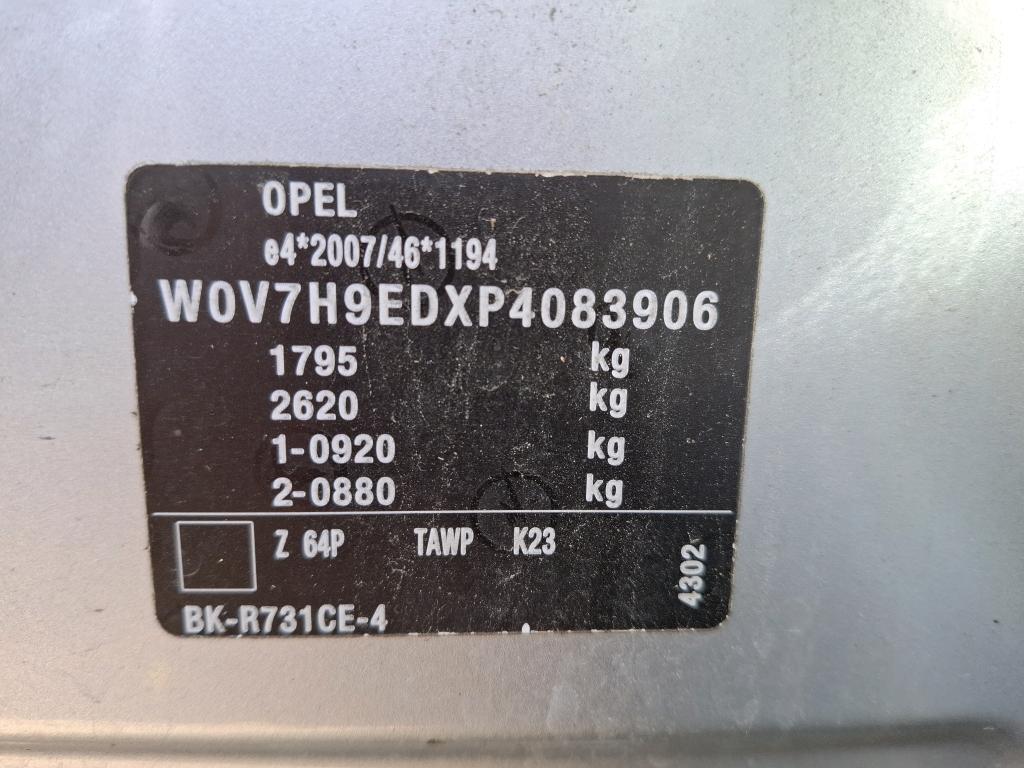 OPEL
e4*2007/46*1194
W0V7H9EDXP4083906
1795 kg
2620 kg
1-0920 kg
2-0880 kg
Z 64P TAWP K23
4302
BK-R731CE-4